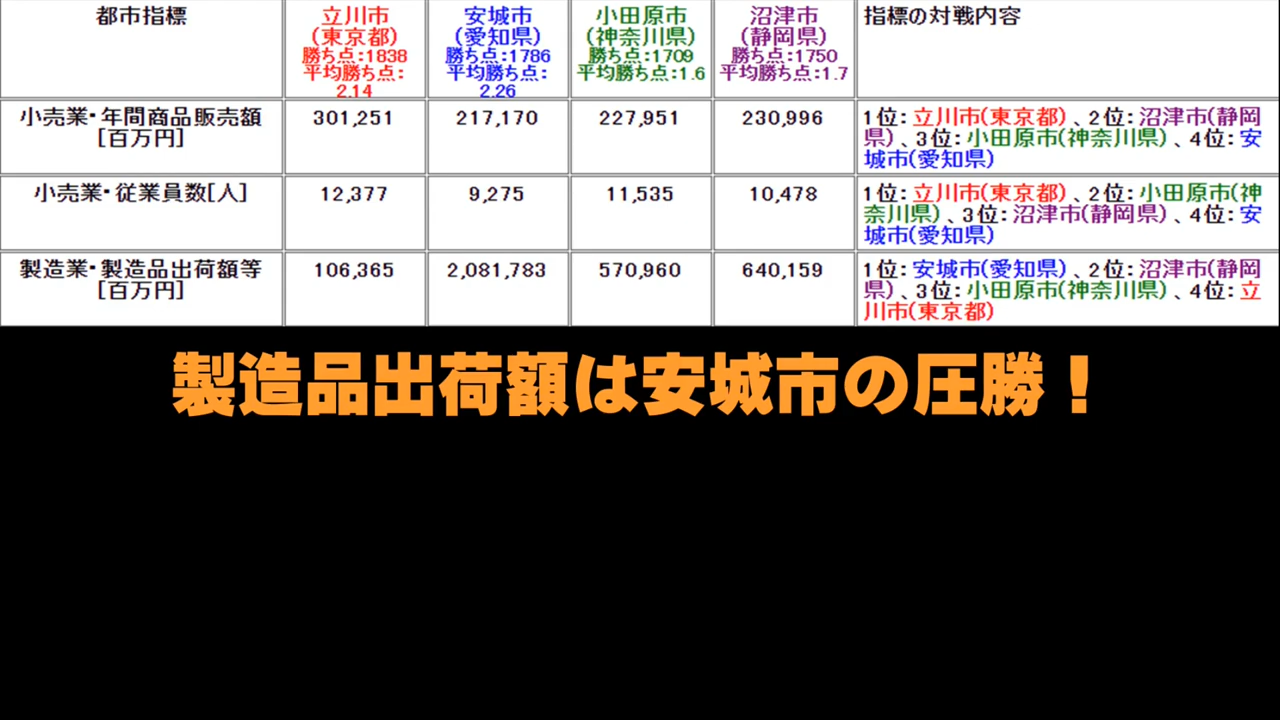 都市指標
立川市
(東京都)
勝ち点:1838
平均勝ち点:
2.14
安城市
(愛知県)
勝ち点:1786
平均勝ち点:
2.26
小田原市
(神奈川県)
勝ち点:1709
平均勝ち点:1.6
沼津市
(静岡県)
勝ち点:1750
平均勝ち点:1.7
指標の対戦内容
小売業・年間商品販売額
[百万円]
301,251
217,170
227,951
230,996
1位: 立川市(東京都) 、2位: 沼津市(静岡
県) 、3位: 小田原市(神奈川県) 、4位: 安
城市(愛知県)
小売業・従業員数[人]
12,377
9,275
11,535
10,478
1位: 立川市(東京都) 、2位: 小田原市(神
奈川県) 、3位: 沼津市(静岡県) 、4位: 安
城市(愛知県)
製造業・製造品出荷額等
[百万円]
106,365
2,081,783
570,960
640,159
1位: 安城市(愛知県) 、2位: 沼津市(静岡
県) 、3位: 小田原市(神奈川県) 、4位: 立
川市(東京都)
製造品出荷額は安城市の圧勝！